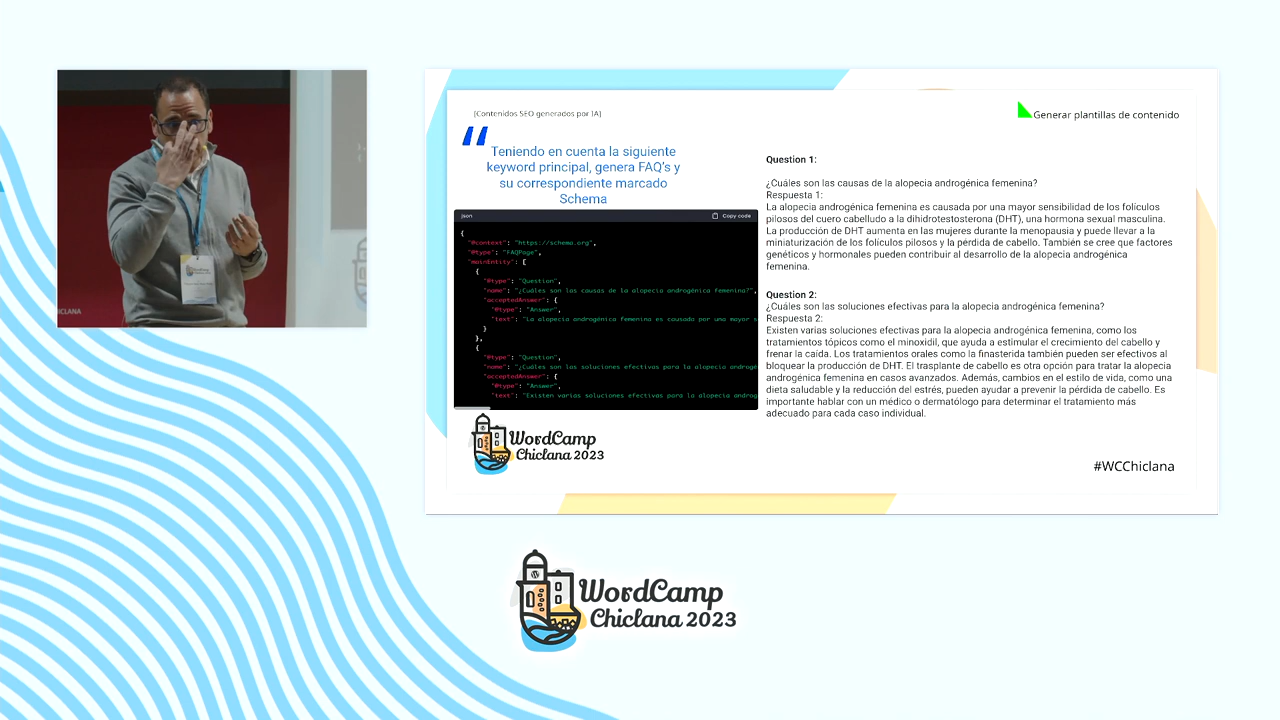 CHICLANA
[Contenidos SEO generados por IA]
Generar plantillas de contenido
“
Teniendo en cuenta la siguiente
keyword principal, genera FAQ's y
su correspondiente marcado
Schema
json
Copy code
{
"@context": "https://schema.org",
"@type": "FAQPage",
"mainEntity": [
{
"@type": "Question",
"name": "¿Cuáles son las causas de la alopecia androgénica femenina?",
"acceptedAnswer": {
"@type": "Answer",
"text": "La alopecia androgénica femenina es causada por una mayor s
}
},
{
"@type": "Question",
"name": "¿Cuáles son las soluciones efectivas para la alopecia androgé
"acceptedAnswer": {
"@type": "Answer",
"text": "Existen varias soluciones efectivas para la alopecia androg
Question 1:
¿Cuáles son las causas de la alopecia androgénica femenina?
Respuesta 1:
La alopecia androgénica femenina es causada por una mayor sensibilidad de los folículos
pilosos del cuero cabelludo a la dihidrotestosterona (DHT), una hormona sexual masculina.
La producción de DHT aumenta en las mujeres durante la menopausia y puede llevar a la
miniaturización de los folículos pilosos y la pérdida de cabello. También se cree que factores
genéticos y hormonales pueden contribuir al desarrollo de la alopecia androgénica
femenina.
Question 2:
¿Cuáles son las soluciones efectivas para la alopecia androgénica femenina?
Respuesta 2:
Existen varias soluciones efectivas para la alopecia androgénica femenina, como los
tratamientos tópicos como el minoxidil, que ayuda a estimular el crecimiento del cabello y
frenar la caída. Los tratamientos orales como la finasterida también pueden ser efectivos al
bloquear la producción de DHT. El trasplante de cabello es otra opción para tratar la alopecia
androgénica femenina en casos avanzados. Además, cambios en el estilo de vida, como una
dieta saludable y la reducción del estrés, pueden ayudar a prevenir la pérdida de cabello. Es
importante hablar con un médico o dermatólogo para determinar el tratamiento más
adecuado para cada caso individual.
WordCamp
Chiclana 2023
#WCChiclana
WordCamp
Chiclana 2023